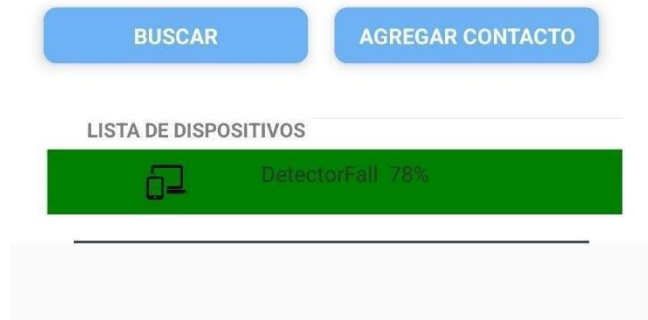 BUSCAR
AGREGAR CONTACTO
LISTA DE DISPOSITIVOS
DetectorFall 78%